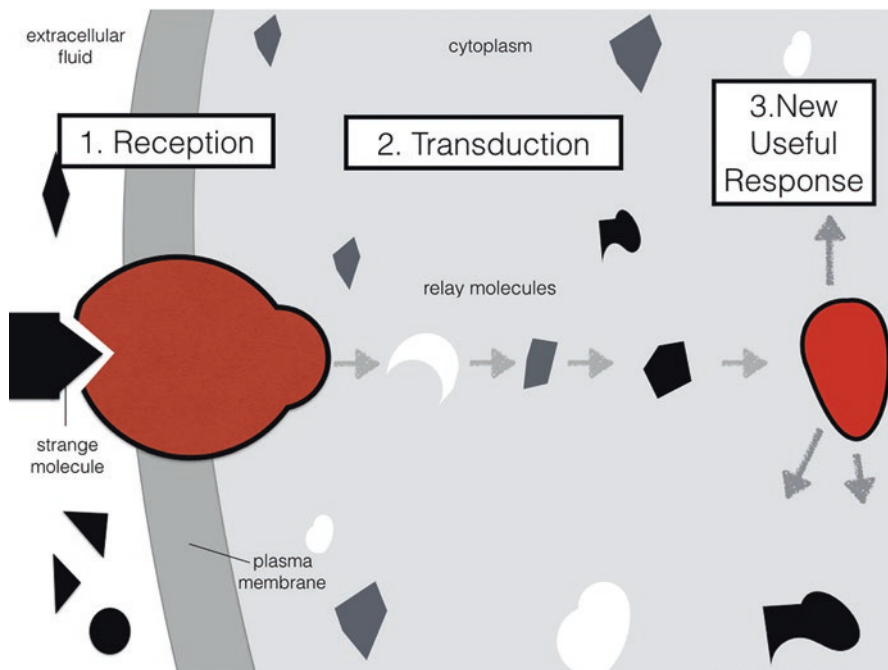 extracellular
fluid
cytoplasm
1. Reception
2. Transduction
3.New
Useful
Response
relay molecules
strange
molecule
plasma
membrane